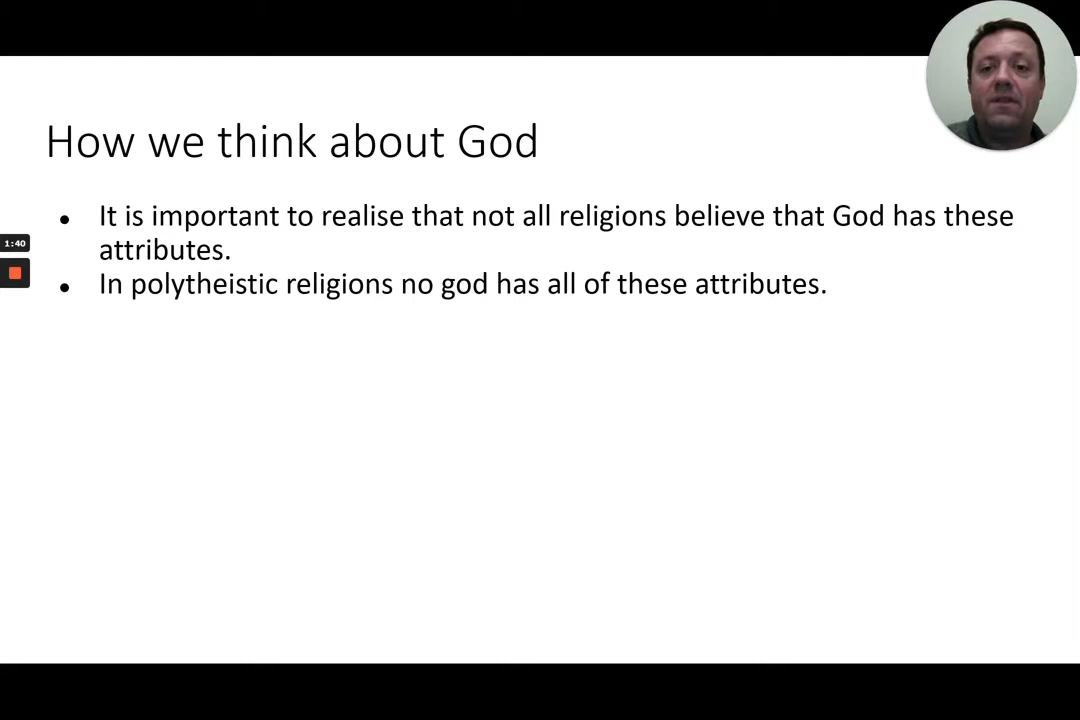 How we think about God
• It is important to realise that not all religions believe that God has these
attributes.
1:40
• In polytheistic religions no god has all of these attributes.